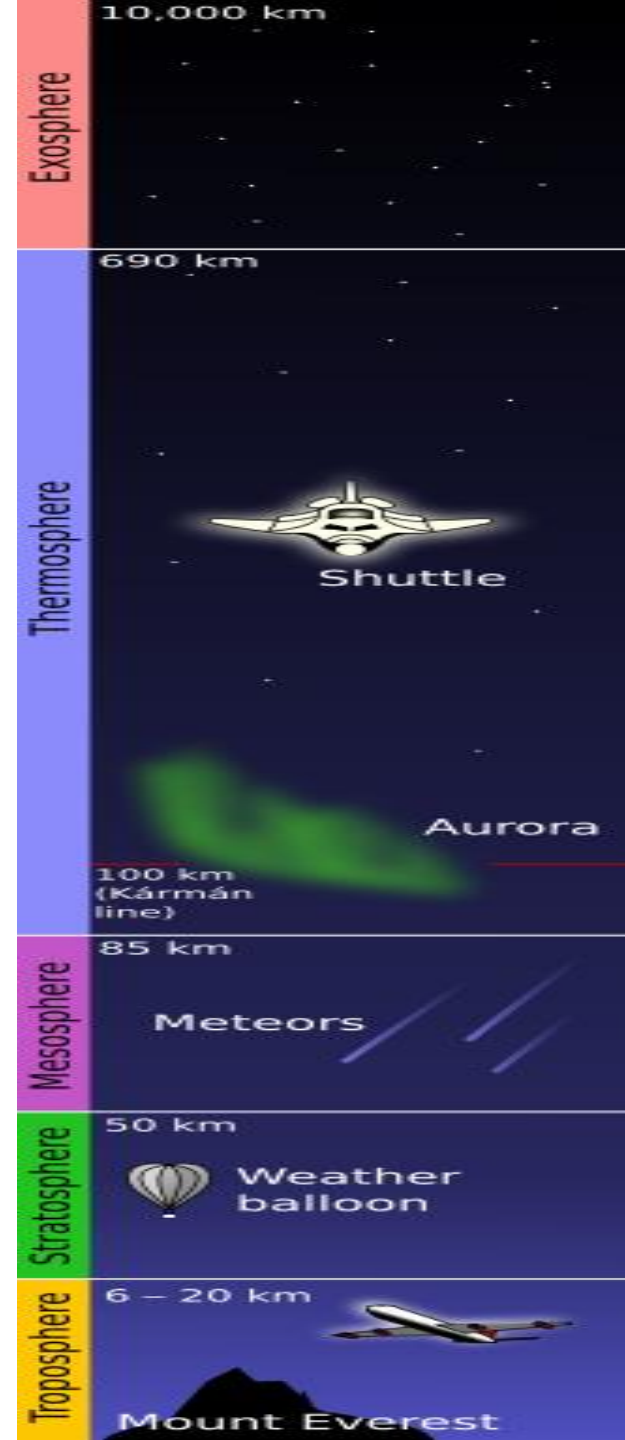 10,000 km
Exosphere
690 km
Thermosphere
Shuttle
Aurora
100 km
(Kármán
line)
85 km
Mesosphere
Meteors
50 km
Stratosphere
Weather
balloon
6 – 20 km
Troposphere
Mount Everest